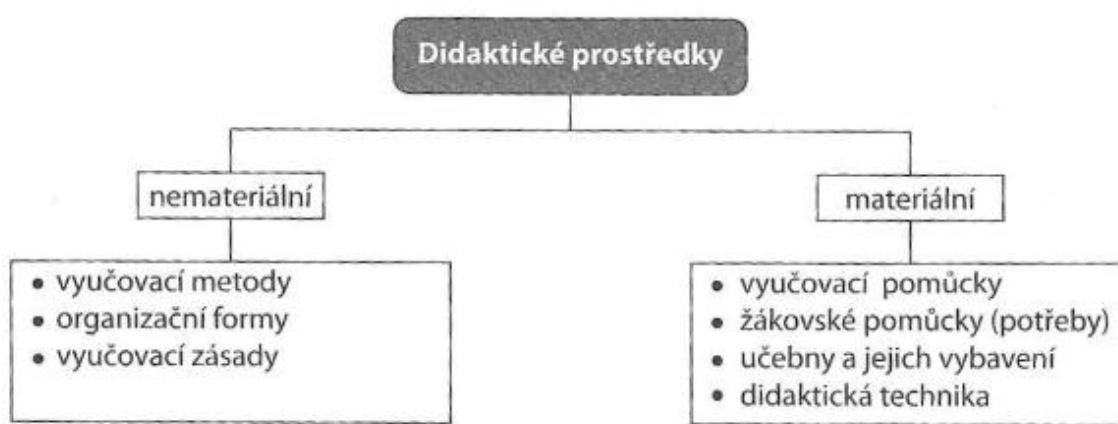 Didaktické prostředky
nemateriální
materiální
• vyučovací metody
• organizační formy
• vyučovací zásady
• vyučovací pomůcky
• žákovské pomůcky (potřeby)
• učebny a jejich vybavení
• didaktická technika